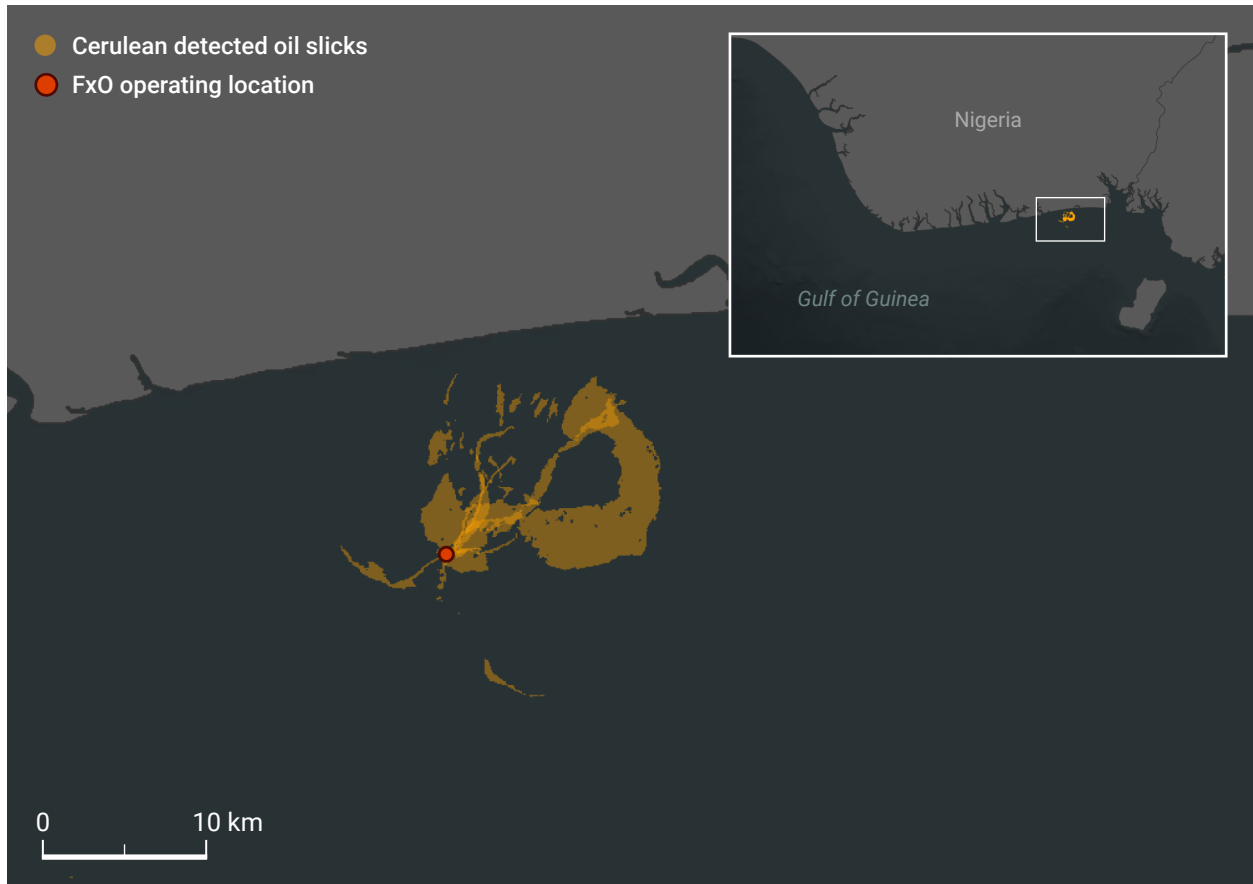 Cerulean detected oil slicks
FxO operating location
Nigeria
Gulf of Guinea
0 10 km